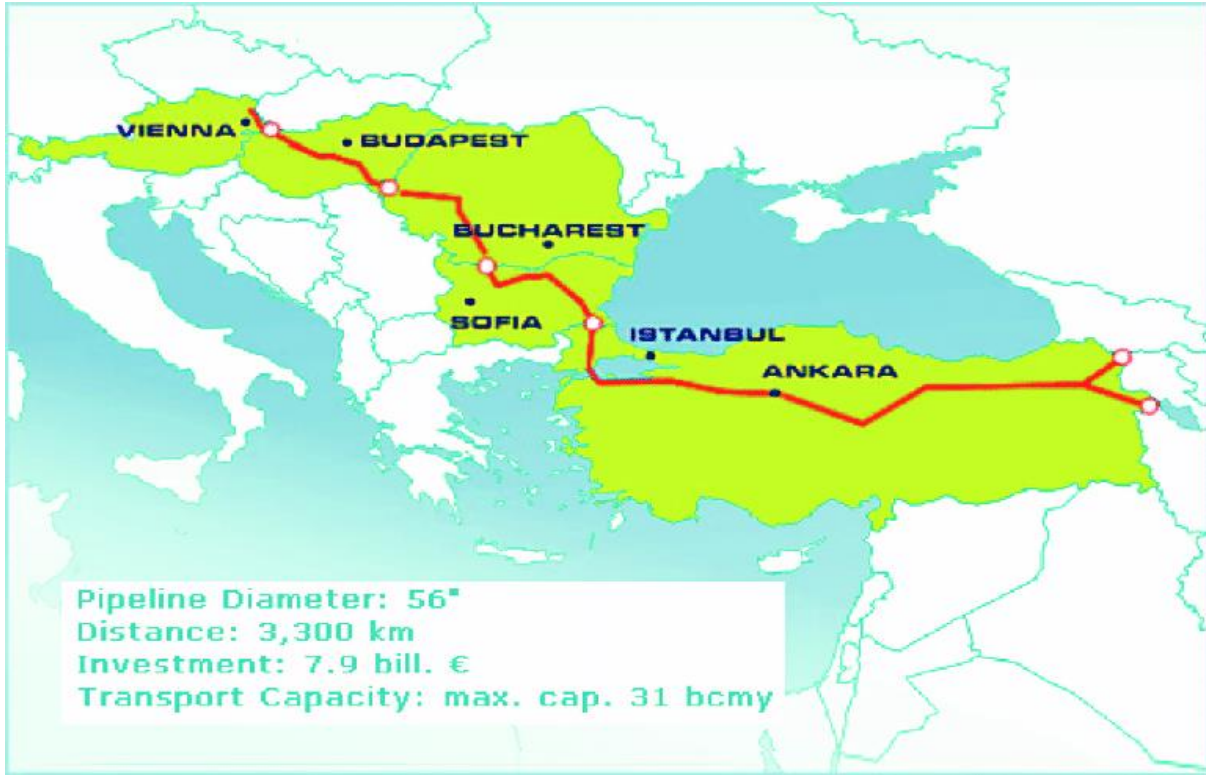 VIENNA
BUDAPEST
BUCHAREST
SOFIA
ISTANBUL
ANKARA
Pipeline Diameter: 56"
Distance: 3,300 km
Investment: 7.9 bill. €
Transport Capacity: max. cap. 31 bcmy